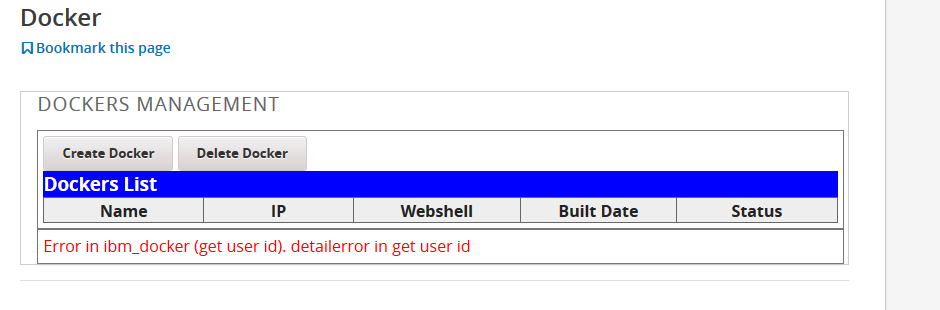 Docker
Bookmark this page
DOCKERS MANAGEMENT
Create Docker Delete Docker
Dockers List
Name IP Webshell Built Date Status
Error in ibm_docker (get user id). detailerror in get user id